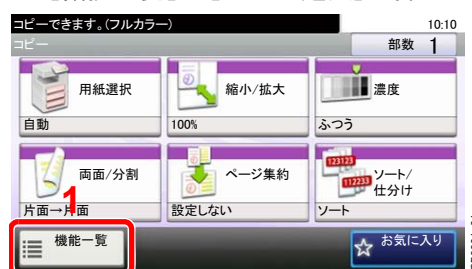 コピーできます。(フルカラー)
10:10
コピー
部数 1
用紙選択
自動
縮小/拡大
100%
濃度
ふつう
両面/分割
片面→片面
ページ集約
設定しない
123123
112233
ソート/
仕分け
ソート
1
機能一覧
お気に入り